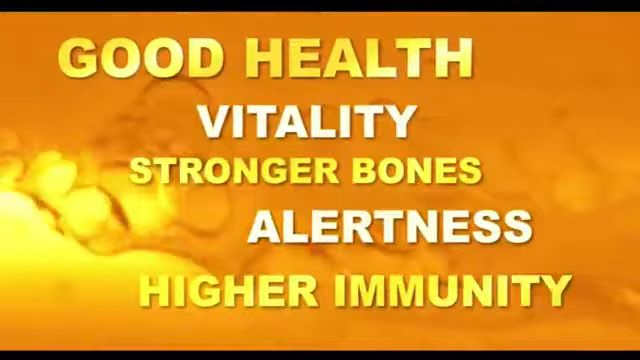 GOOD HEALTH
VITALITY
STRONGER BONES
ALERTNESS
HIGHER IMMUNITY